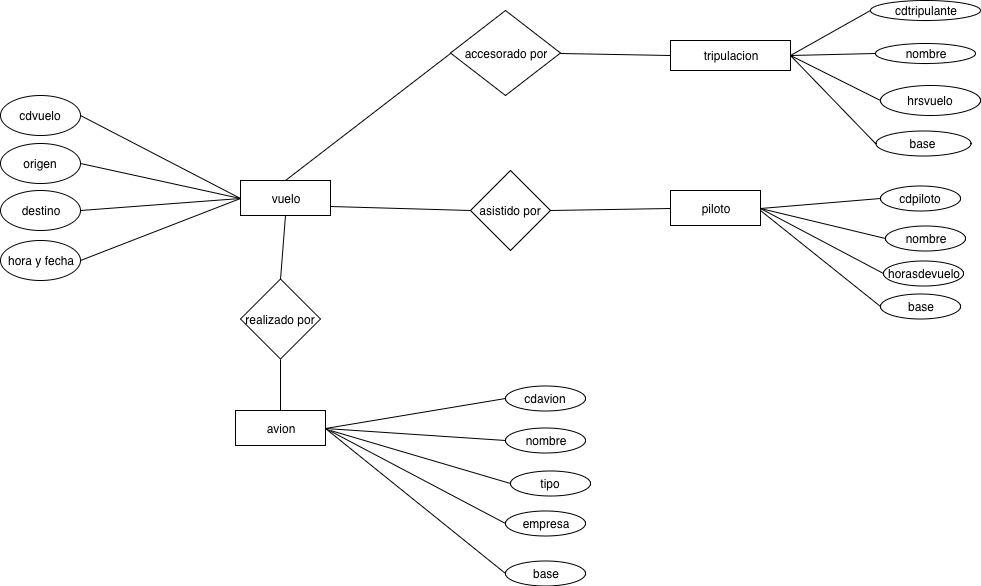 cdtripulante
accesorado por
tripulacion
nombre
hrsvuelo
base
cdvuelo
origen
destino
hora y fecha
vuelo
asistido por
piloto
cdpiloto
nombre
horasdevuelo
base
realizado por
avion
cdavion
nombre
tipo
empresa
base